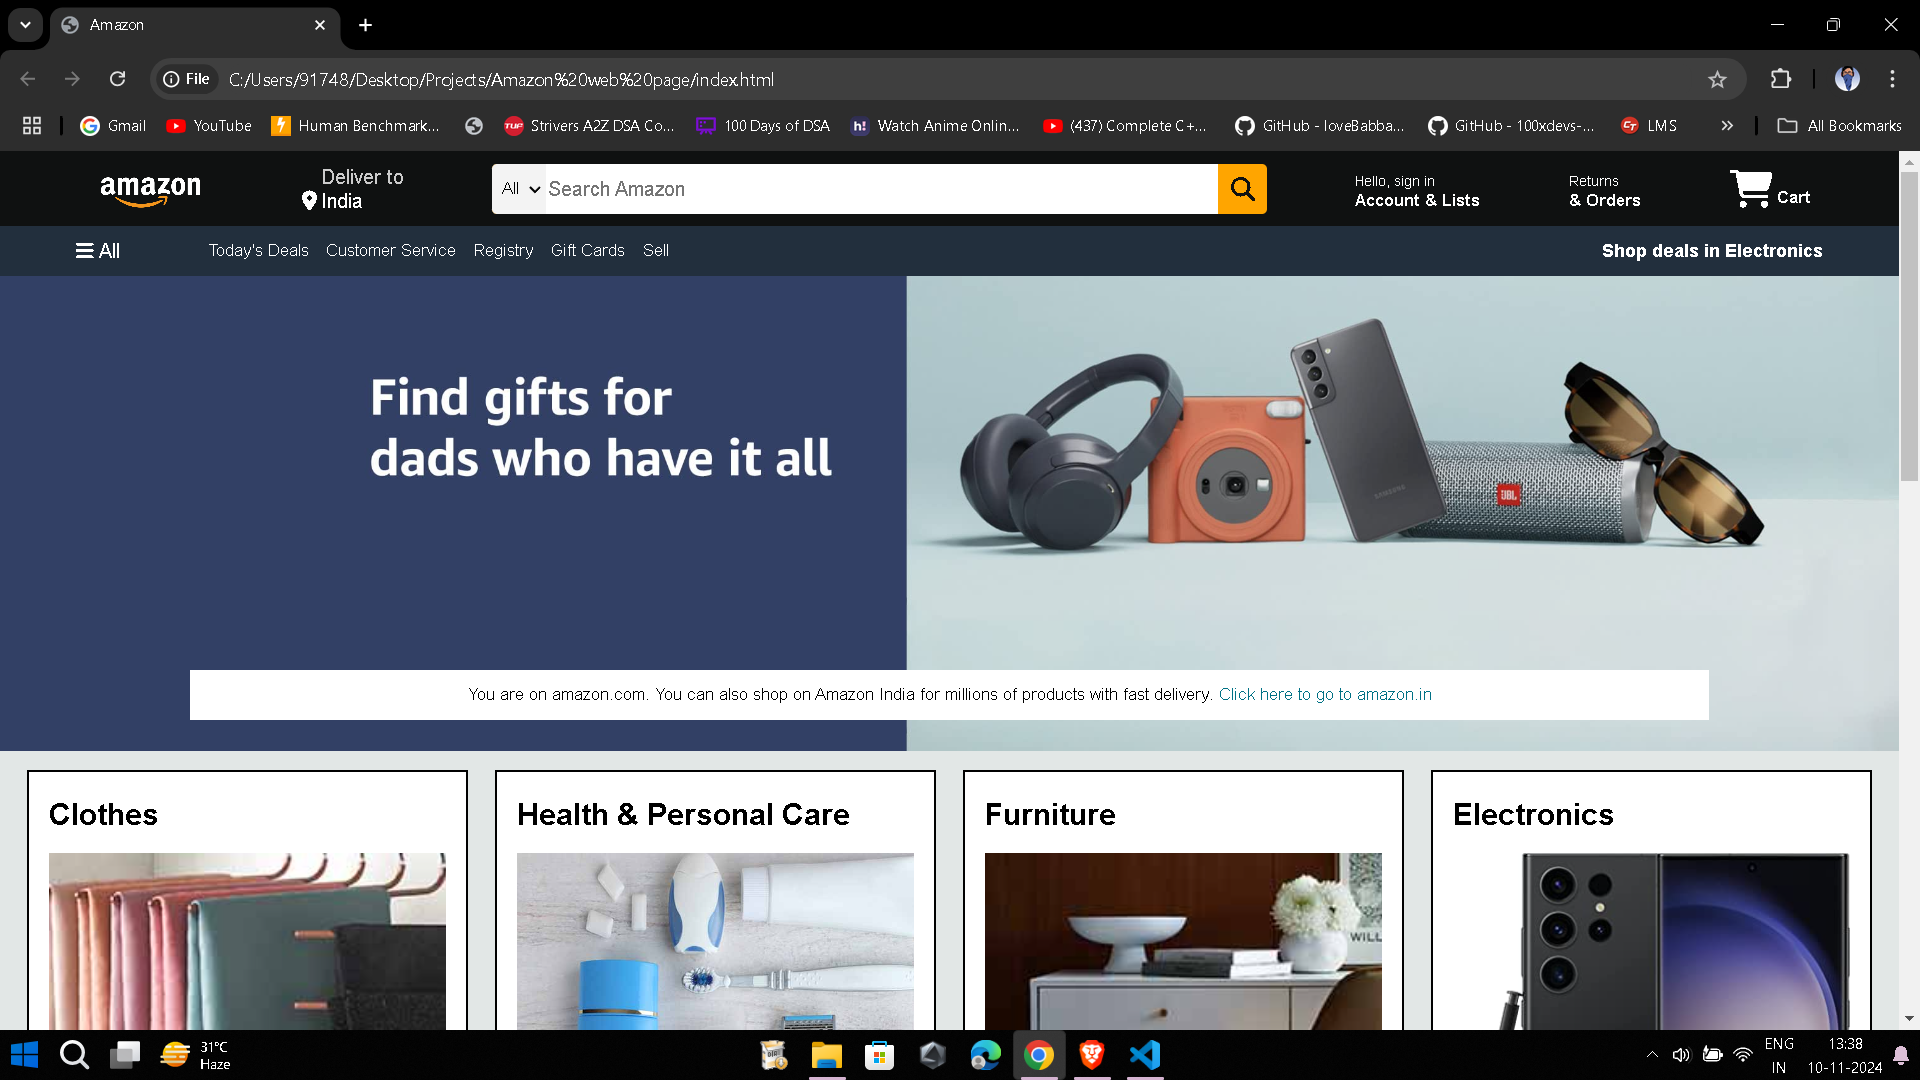 Amazon
File C:/Users/91748/Desktop/Projects/Amazon%20web%20page/index.html
Gmail YouTube Human Benchmark... Strivers A2Z DSA Co... 100 Days of DSA Watch Anime Onlin... (437) Complete C+... GitHub - loveBabba... GitHub - 100xdevs-... LMS All Bookmarks
amazon
Deliver to
India
All Search Amazon
Hello, sign in
Account & Lists
Returns
& Orders
Cart
All Today's Deals Customer Service Registry Gift Cards Sell Shop deals in Electronics
Find gifts for
dads who have it all
SAMSUNG
JBL
You are on amazon.com. You can also shop on Amazon India for millions of products with fast delivery. Click here to go to amazon.in
Clothes Health & Personal Care Furniture Electronics
WILL
31°C
Haze
ENG
IN
13:38
10-11-2024